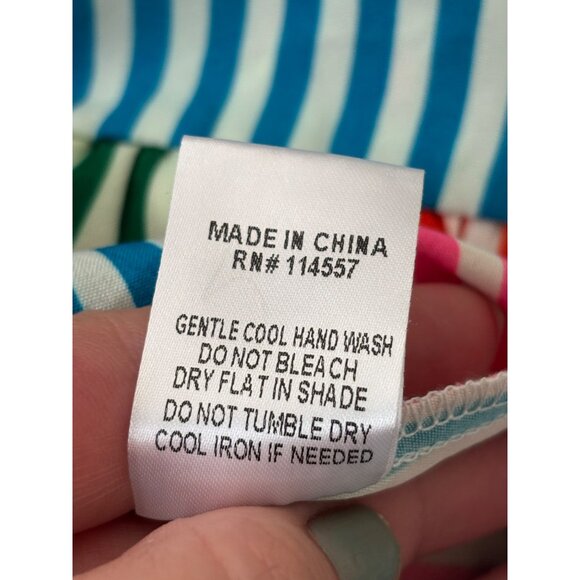 MADE IN CHINA
RN# 114557
GENTLE COOL HAND WASH
DO NOT BLEACH
DRY FLAT IN SHADE
DO NOT TUMBLE DRY
COOL IRON IF NEEDED